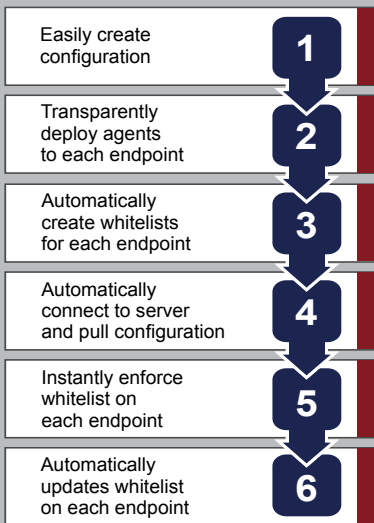 Easily create
configuration
1
Transparently
deploy agents
to each endpoint
2
Automatically
create whitelists
for each endpoint
3
Automatically
connect to server
and pull configuration
4
Instantly enforce
whitelist on
each endpoint
5
Automatically
updates whitelist
on each endpoint
6